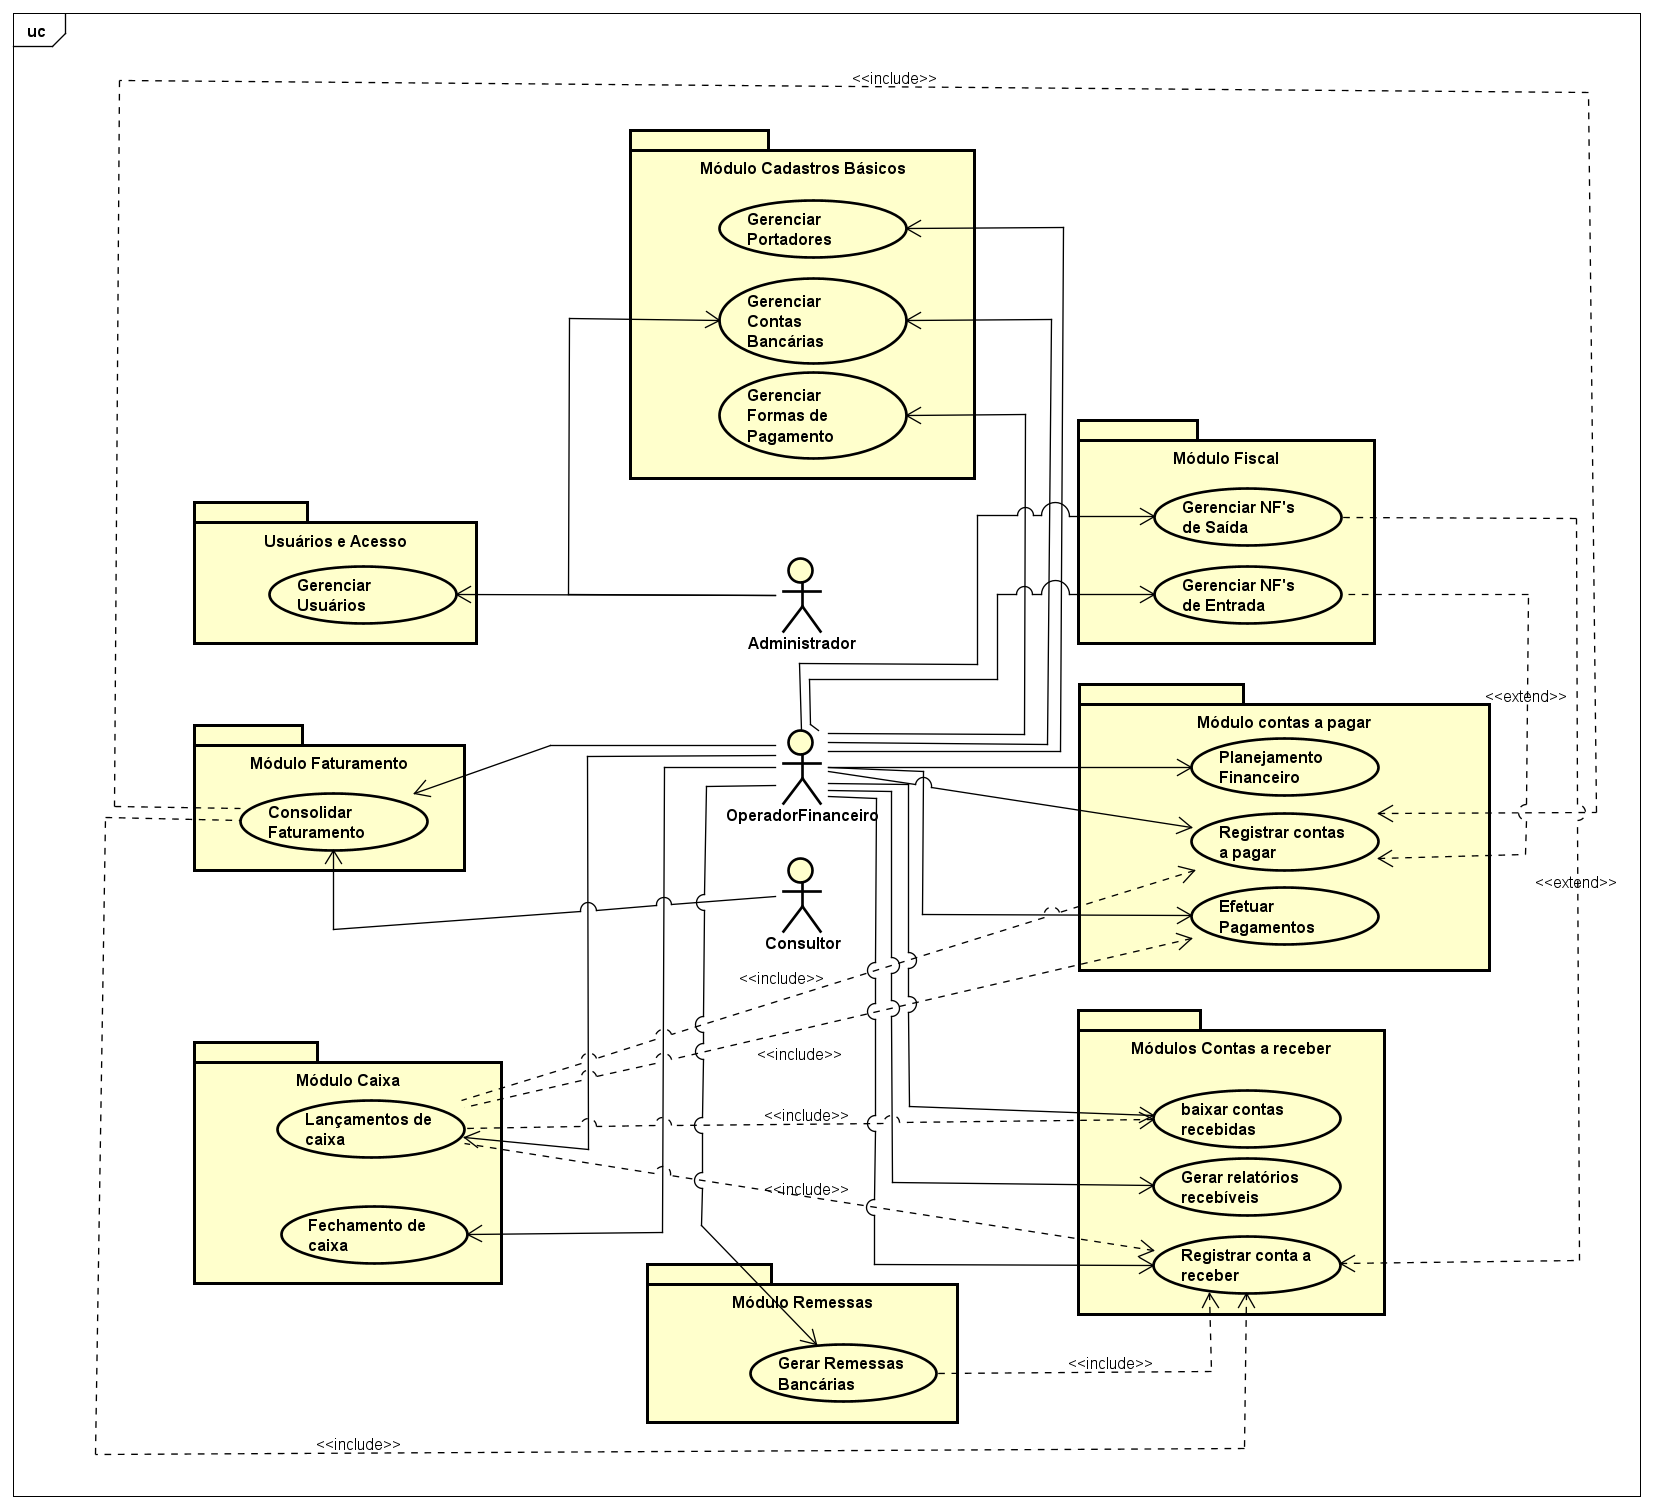 uc
<<include>>
Módulo Cadastros Básicos
Gerenciar
Portadores
Gerenciar
Contas
Bancárias
Gerenciar
Formas de
Pagamento
Módulo Fiscal
Gerenciar NF's
de Saída
Gerenciar NF's
de Entrada
Usuários e Acesso
Gerenciar
Usuários
Administrador
<<extend>>
Módulo contas a pagar
Planejamento
Financeiro
Registrar contas
a pagar
Efetuar
Pagamentos
<<extend>>
Módulo Faturamento
Consolidar
Faturamento
OperadorFinanceiro
Consultor
<<include>>
<<include>>
<<include>>
<<include>>
Módulos Contas a receber
baixar contas
recebidas
Gerar relatórios
recebíveis
Registrar conta a
receber
Módulo Caixa
Lançamentos de
caixa
Fechamento de
caixa
Módulo Remessas
Gerar Remessas
Bancárias
<<include>>
<<include>>